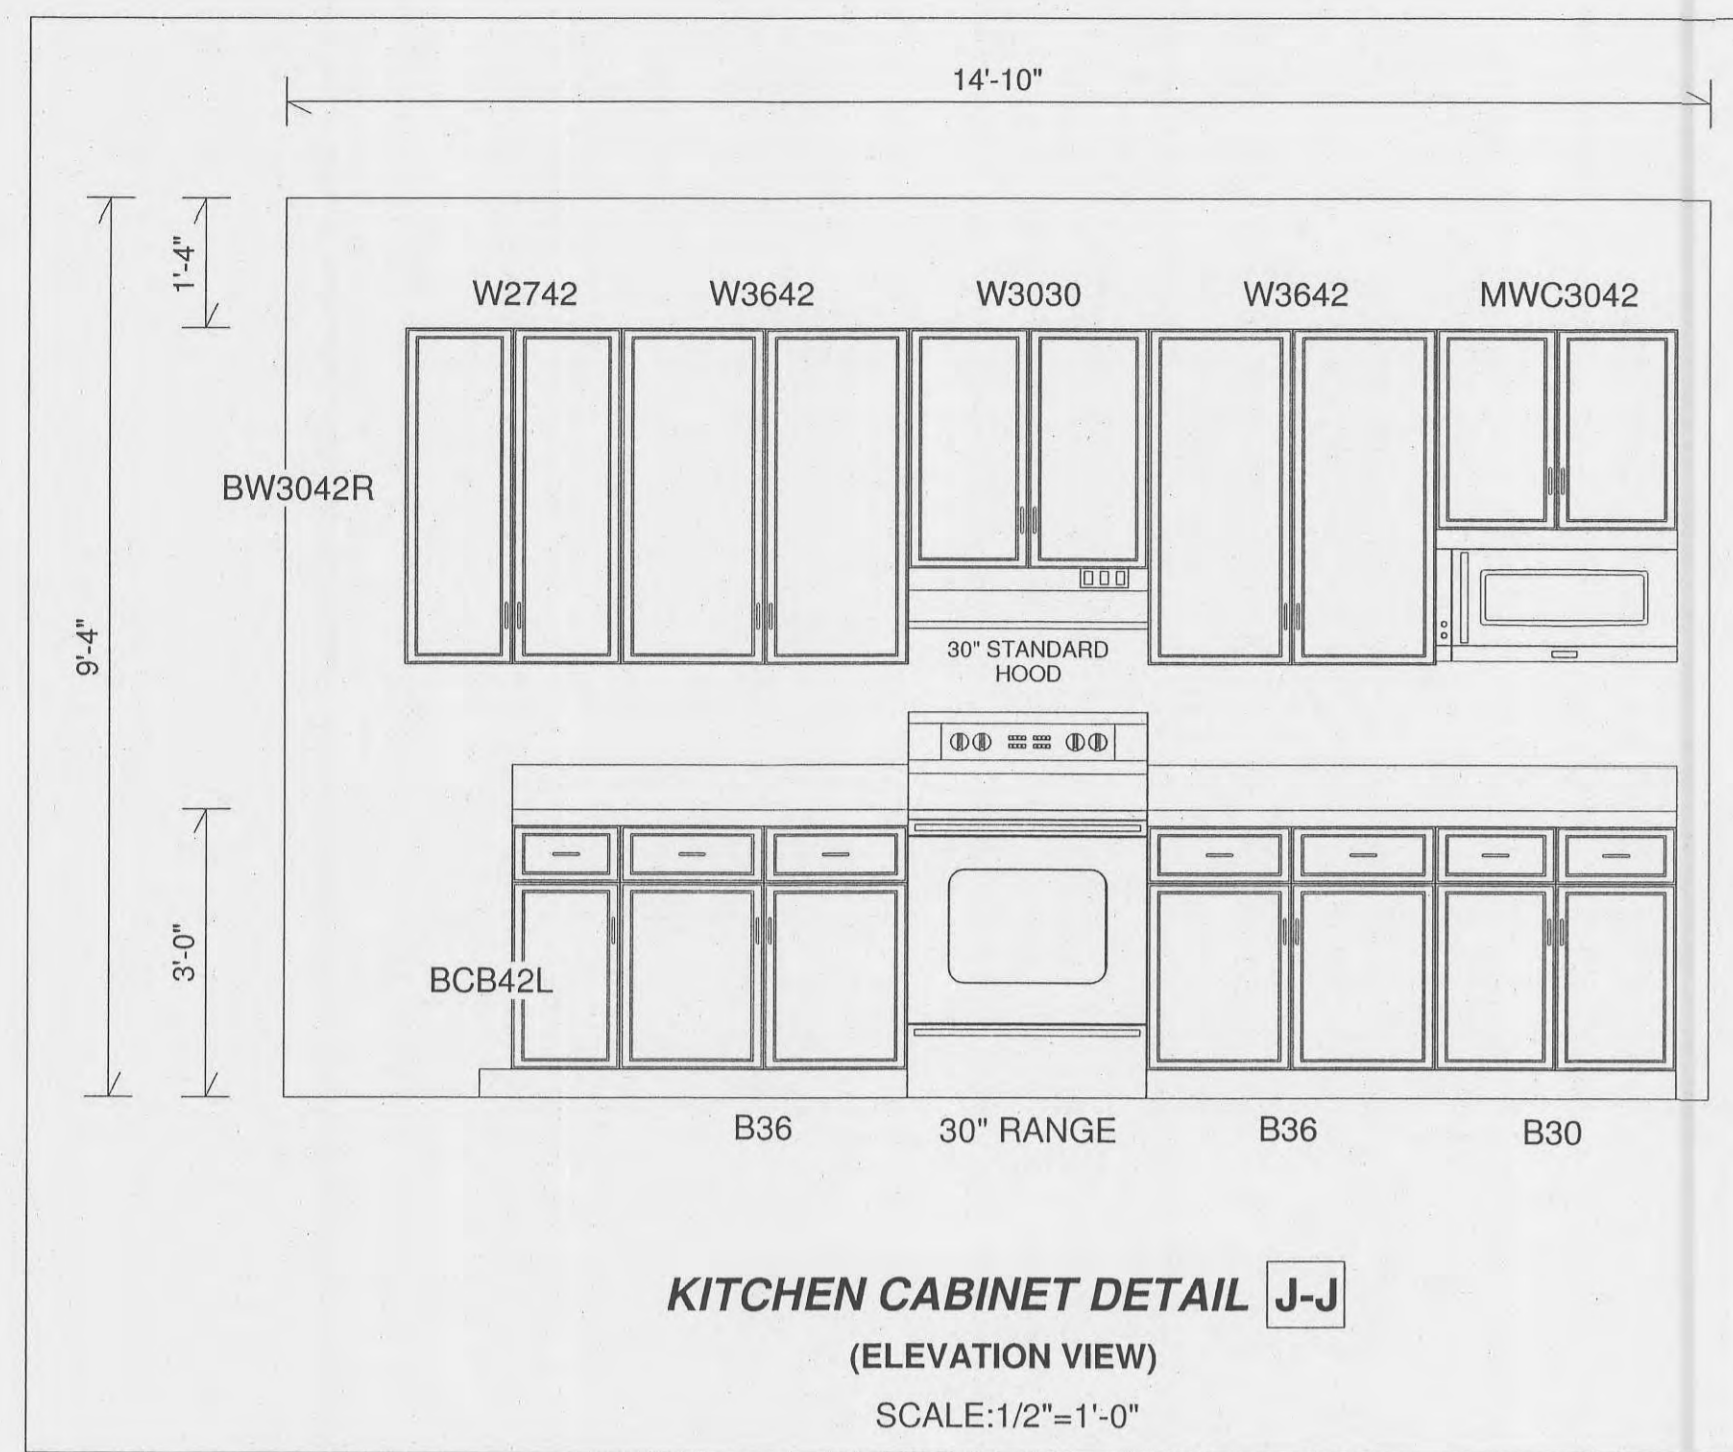 14'-10"
1'-4"
W2742
W3642
W3030
W3642
MWC3042
BW3042R
9'-4"
30" STANDARD
HOOD
3'-0"
BCB42L
B36
30" RANGE
B36
B30
KITCHEN CABINET DETAIL J-J
(ELEVATION VIEW)
SCALE:1/2"=1'-0"